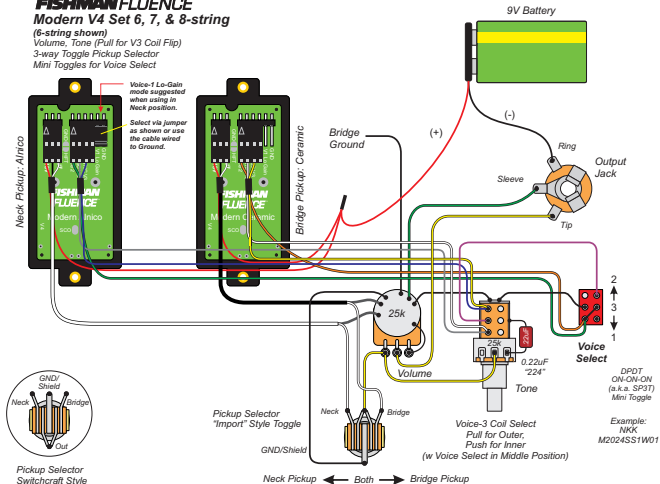 FISHMAN FLUENCE
Modern V4 Set 6, 7, & 8-string
(6-string shown)
Volume, Tone (Pull for V3 Coil Flip)
3-way Toggle Pickup Selector
Mini Toggles for Voice Select
9V Battery
Voice-1 Lo-Gain
mode suggested
when using in
Neck position.
Select via jumper
as shown or use
the cable wired
to Ground.
Neck Pickup: Alnico
FISHMAN
FLUENCE
Modern Alnico
Bridge Pickup: Ceramic
FISHMAN
FLUENCE
Modern Ceramic
Bridge
Ground
(+)
(-)
Ring
Output
Jack
Sleeve
Tip
25k
Volume
25k
22uF
0.22uF
"224"
Tone
2
3
1
Voice
Select
DPDT
ON-ON-ON
(a.k.a. SP3T)
Mini Toggle
Example:
NKK
M2024SS1W01
Voice-3 Coil Select
Pull for Outer,
Push for Inner
(w Voice Select in Middle Position)
Pickup Selector
"Import" Style Toggle
Neck
Bridge
GND/Shield
Neck Pickup
Both
Bridge Pickup
GND/
Shield
Neck
Bridge
Out
Pickup Selector
Switchcraft Style